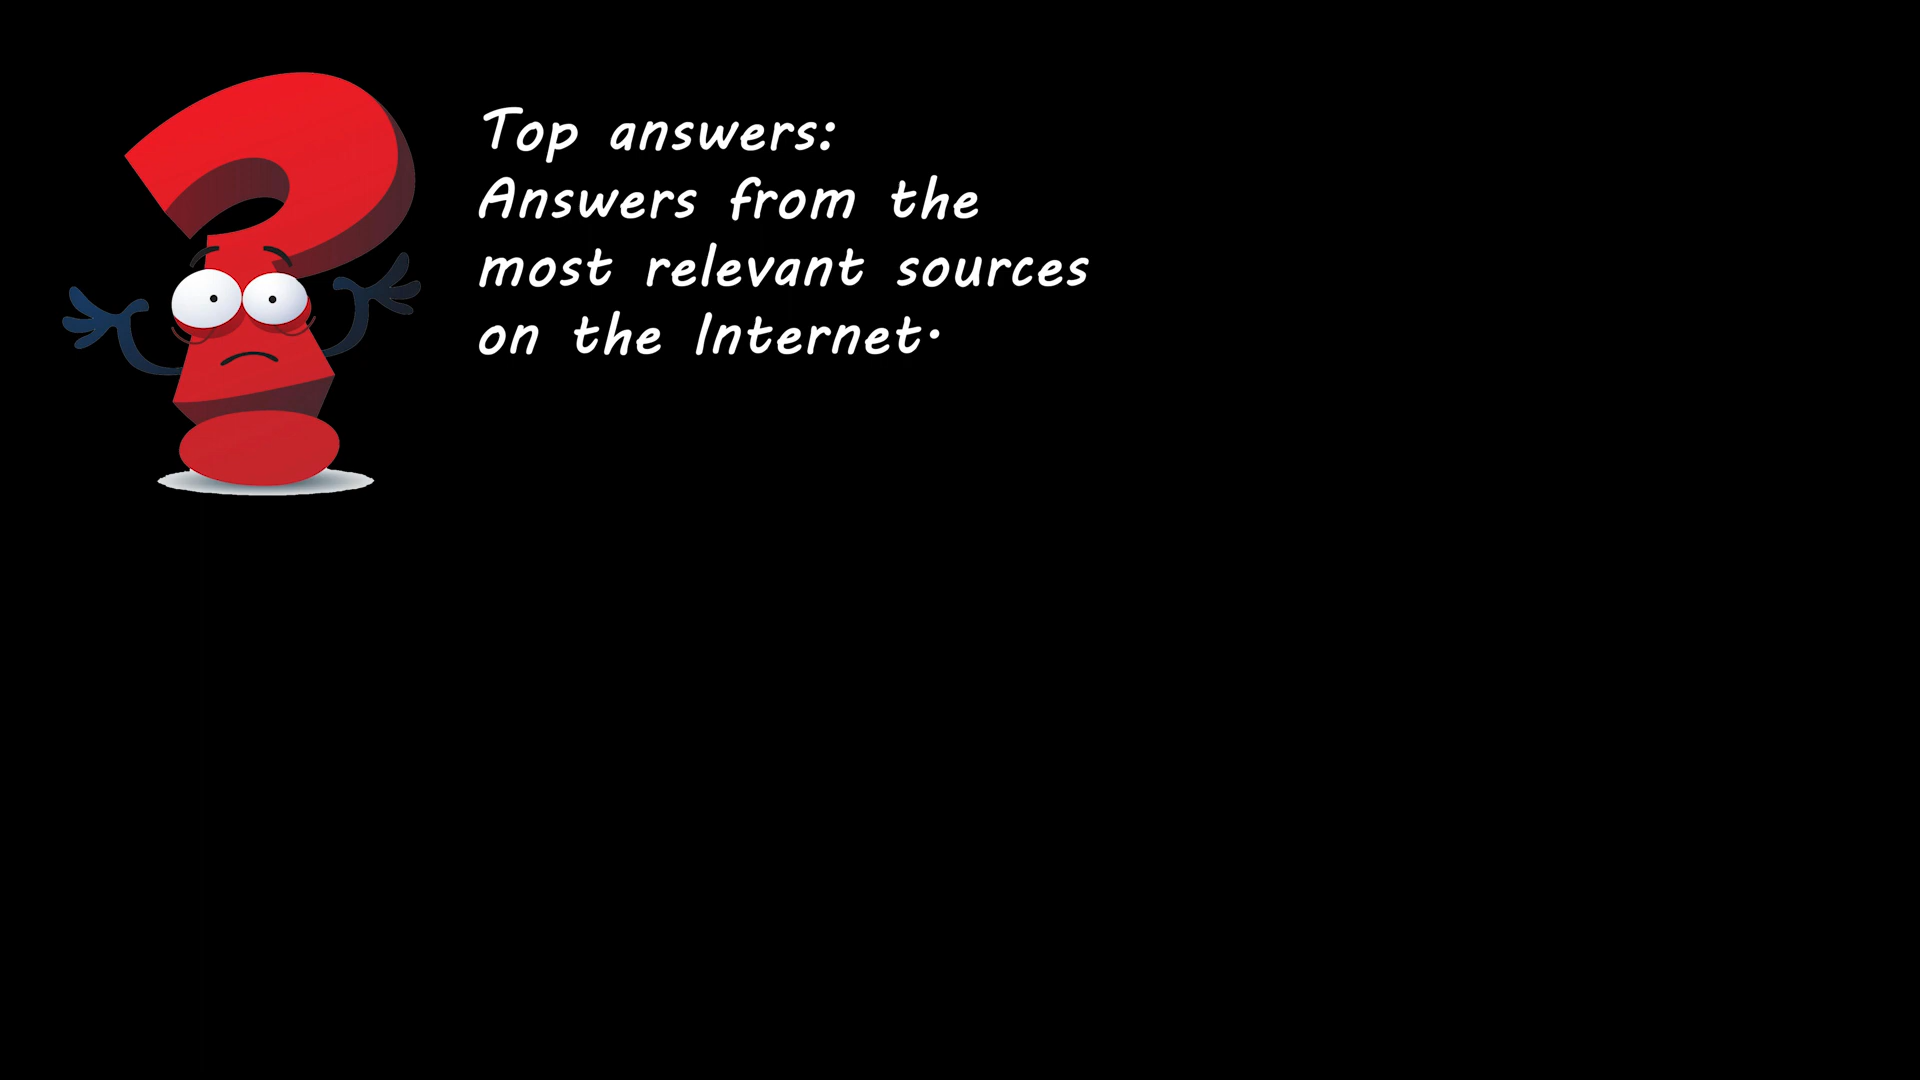 Top answers:
Answers from the
most relevant sources
on the Internet.